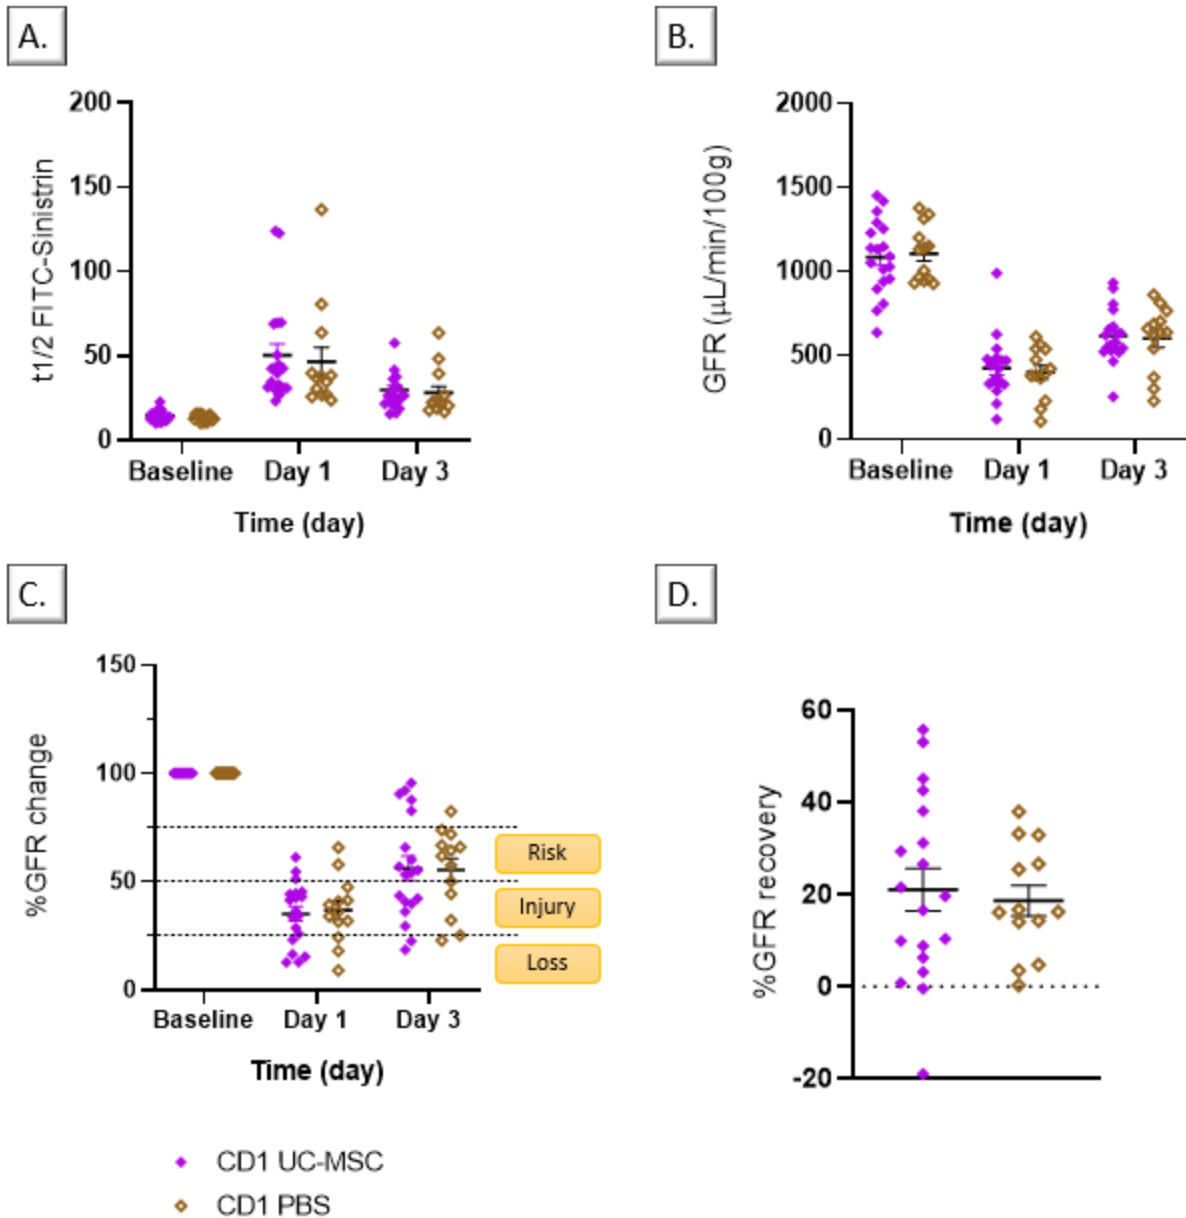 A.
200
150
100
50
0
t1/2 FITC-Sinistrin
Baseline Day 1 Day 3
Time (day)
B.
2000
1500
1000
500
0
GFR (μL/min/100g)
Baseline Day 1 Day 3
Time (day)
C.
150
100
50
0
%GFR change
Risk
Injury
Loss
Baseline Day 1 Day 3
Time (day)
D.
60
40
20
0
-20
%GFR recovery
CD1 UC-MSC
CD1 PBS